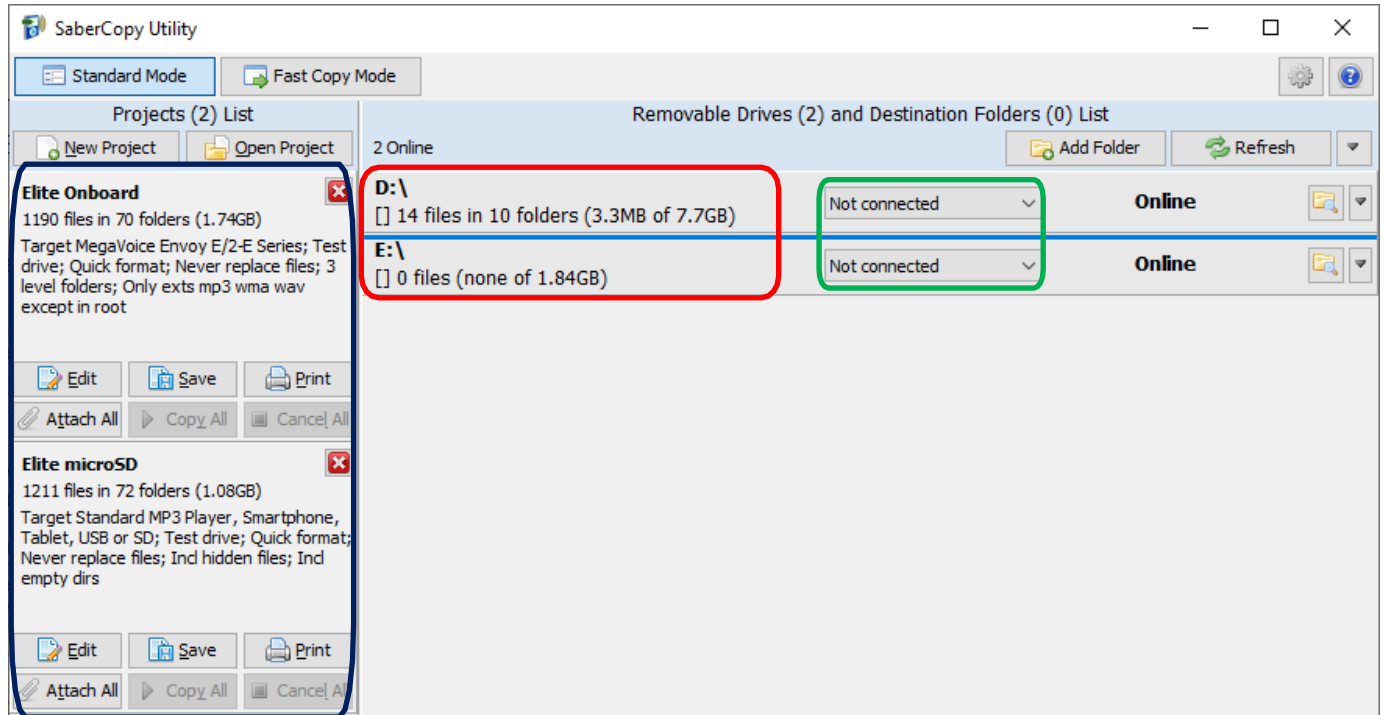 SaberCopy Utility
Standard Mode
Fast Copy Mode
Projects (2) List
Removable Drives (2) and Destination Folders (0) List
New Project
Open Project
2 Online
Add Folder
Refresh
Elite Onboard
1190 files in 70 folders (1.74GB)
Target MegaVoice Envoy E/2-E Series; Test
drive; Quick format; Never replace files; 3
level folders; Only exts mp3 wma wav
except in root
Edit
Save
Print
Attach All
Copy All
Cancel All
Elite microSD
1211 files in 72 folders (1.08GB)
Target Standard MP3 Player, Smartphone,
Tablet, USB or SD; Test drive; Quick format;
Never replace files; Incl hidden files; Incl
empty dirs
Edit
Save
Print
Attach All
Copy All
Cancel All
D:\
[] 14 files in 10 folders (3.3MB of 7.7GB)
Not connected
Online
E:\
[] 0 files (none of 1.84GB)
Not connected
Online